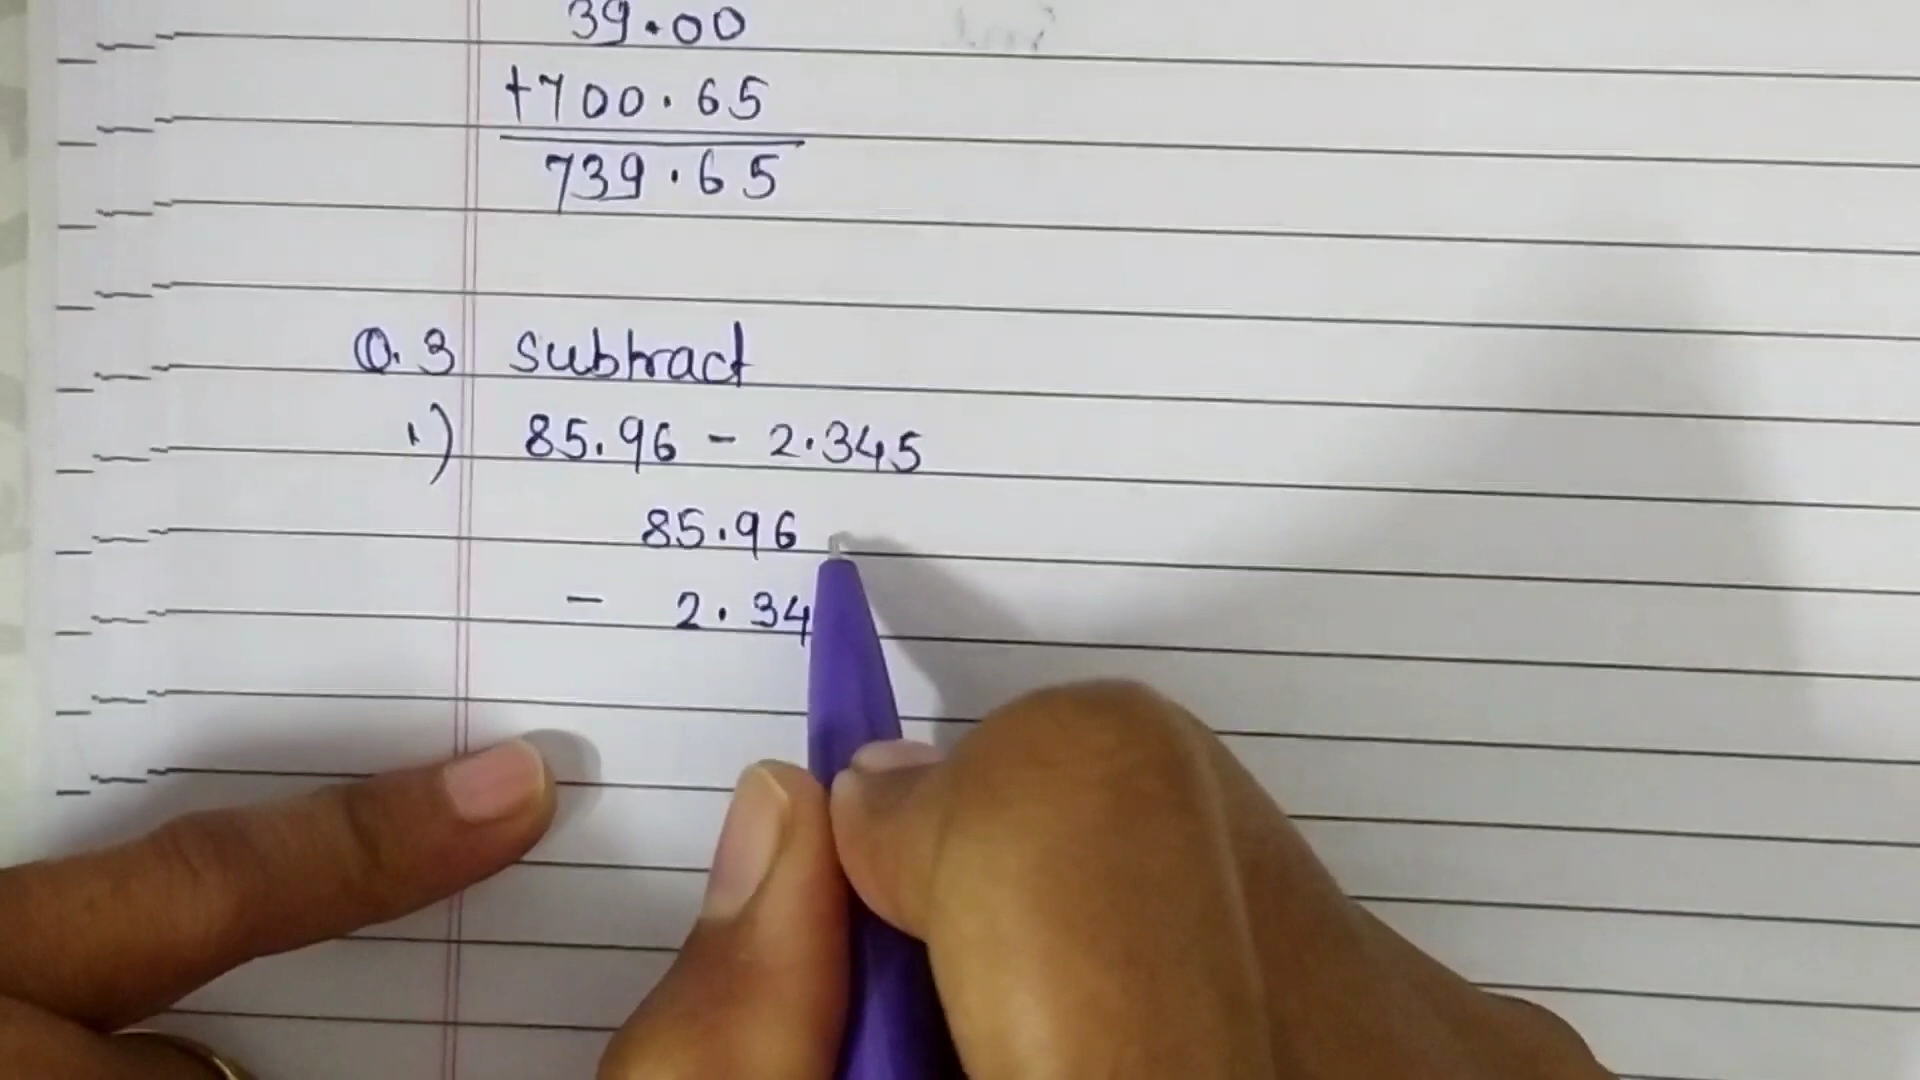 39.00
+700.65
739.65
Q.3 subtract
1) 85.96 - 2.345
85.96
- 2.34